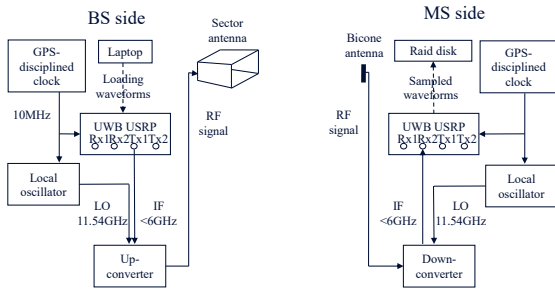 BS side
GPS-
disciplined
clock
Laptop
Loading
waveforms
Sector
antenna
10MHz
UWB USRP
Rx1Rx2Tx1Tx2
RF
signal
Local
oscillator
LO
11.54GHz
IF
<6GHz
Up-
converter
MS side
Bicone
antenna
Raid disk
Sampled
waveforms
GPS-
disciplined
clock
RF
signal
UWB USRP
Rx1Rx2Tx1Tx2
Local
oscillator
IF
<6GHz
LO
11.54GHz
Down-
converter